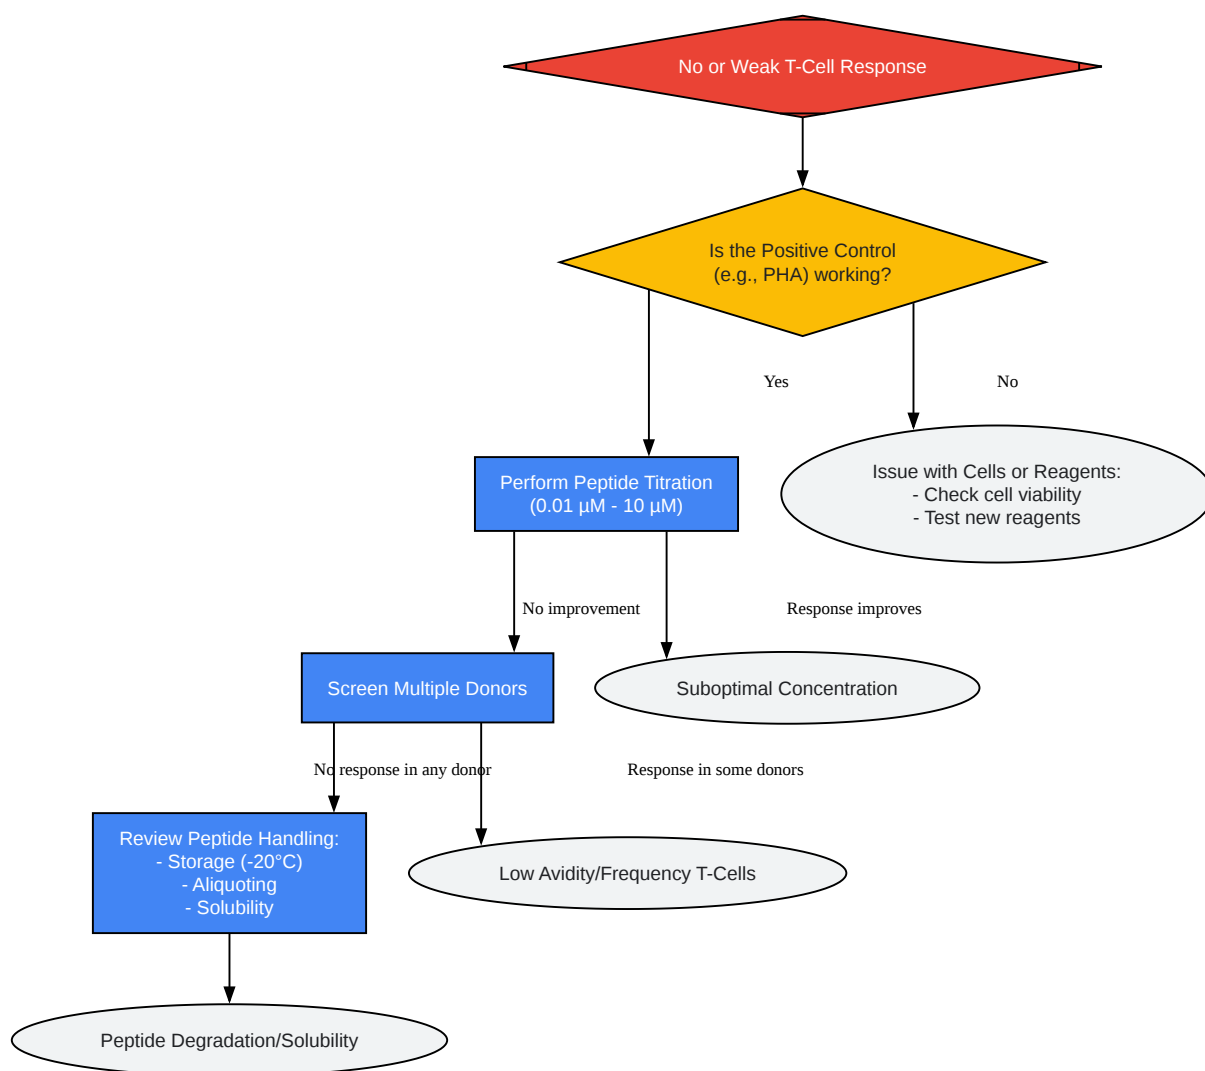 No or Weak T-Cell Response
Is the Positive Control
(e.g., PHA) working?
Yes
No
Perform Peptide Titration
(0.01 µM - 10 µM)
Issue with Cells or Reagents:
- Check cell viability
- Test new reagents
No improvement
Response improves
Screen Multiple Donors
Suboptimal Concentration
No response in any donor
Response in some donors
Review Peptide Handling:
- Storage (-20°C)
- Aliquoting
- Solubility
Low Avidity/Frequency T-Cells
Peptide Degradation/Solubility